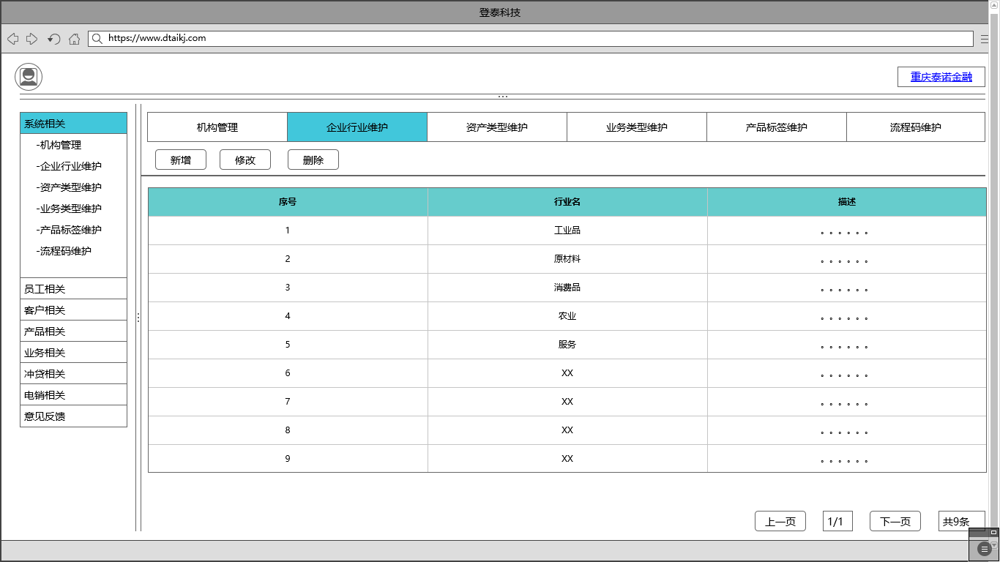 登泰科技
https://www.dtaikj.com
重庆泰诺金融
系统相关
-机构管理
-企业行业维护
-资产类型维护
-业务类型维护
-产品标签维护
-流程码维护
员工相关
客户相关
产品相关
业务相关
冲贷相关
电销相关
意见反馈
机构管理 企业行业维护 资产类型维护 业务类型维护 产品标签维护 流程码维护
新增 修改 删除
序号 行业名 描述
1 工业品 。。。。。。
2 原材料 。。。。。。
3 消费品 。。。。。。
4 农业 。。。。。。
5 服务 。。。。。。
6 XX 。。。。。。
7 XX 。。。。。。
8 XX 。。。。。。
9 XX 。。。。。。
上一页 1/1 下一页 共9条